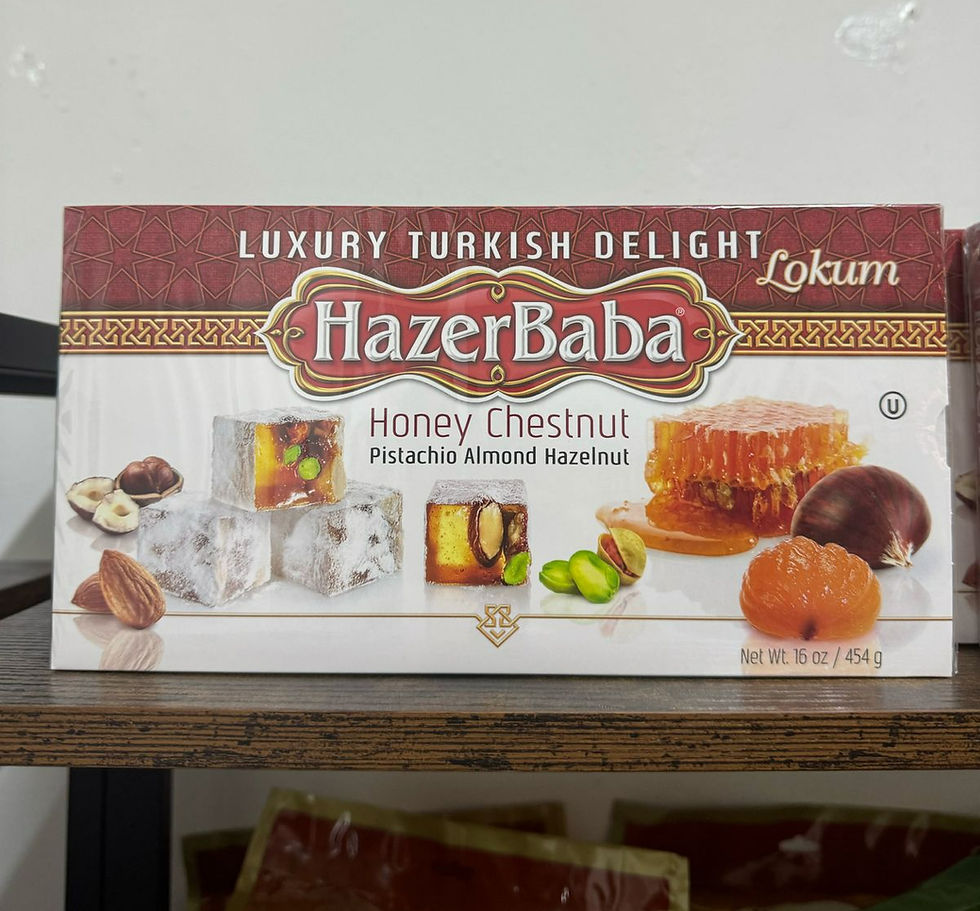 LUXURY TURKISH DELIGHT
Lokum
HazerBaba®
U
Honey Chestnut
Pistachio Almond Hazelnut
Net Wt. 16 oz / 454 g